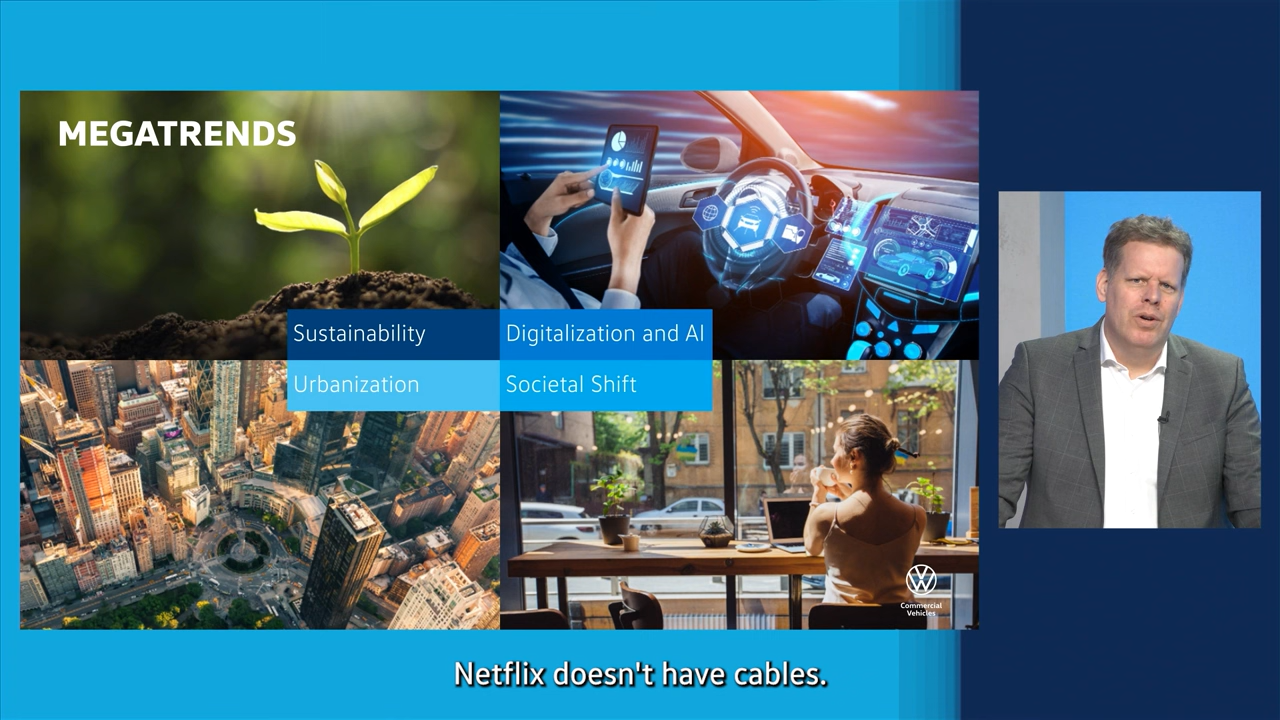 MEGATRENDS
Sustainability
Digitalization and AI
Urbanization
Societal Shift
Commercial
Vehicles
Netflix doesn't have cables.